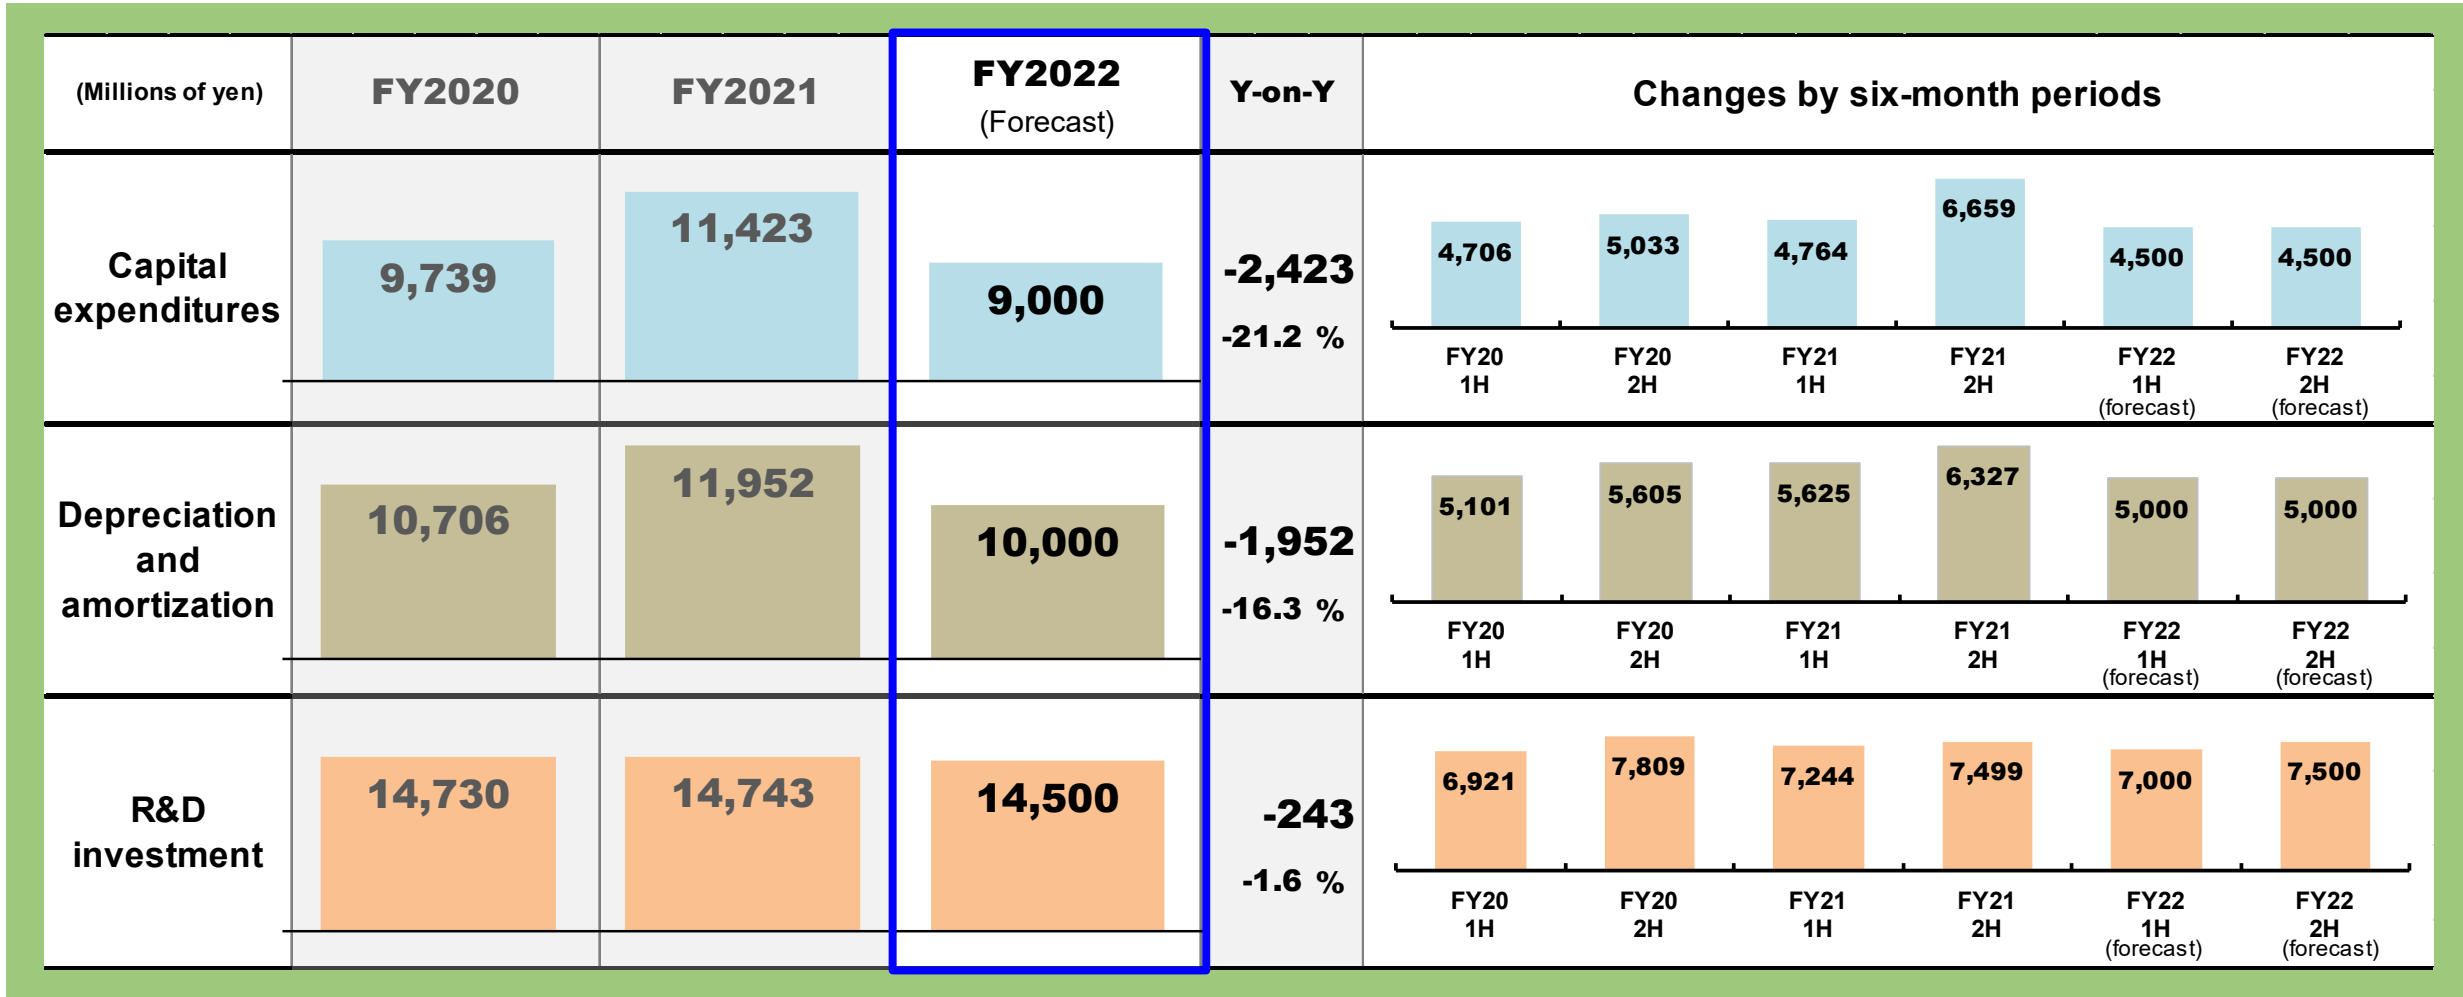 (Millions of yen) FY2020 FY2021 FY2022 (Forecast) Y-on-Y Changes by six-month periods
Capital expenditures
9,739
11,423
9,000
-2,423
-21.2 %
4,706
5,033
4,764
6,659
4,500
4,500
FY20 1H
FY20 2H
FY21 1H
FY21 2H
FY22 1H (forecast)
FY22 2H (forecast)
Depreciation and amortization
10,706
11,952
10,000
-1,952
-16.3 %
5,101
5,605
5,625
6,327
5,000
5,000
FY20 1H
FY20 2H
FY21 1H
FY21 2H
FY22 1H (forecast)
FY22 2H (forecast)
R&D investment
14,730
14,743
14,500
-243
-1.6 %
6,921
7,809
7,244
7,499
7,000
7,500
FY20 1H
FY20 2H
FY21 1H
FY21 2H
FY22 1H (forecast)
FY22 2H (forecast)